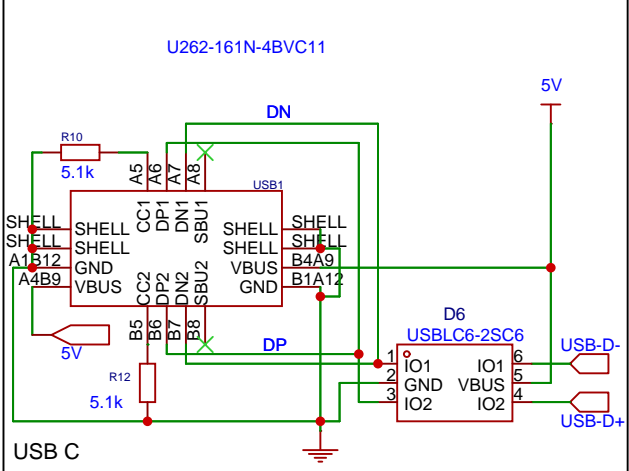 U262-161N-4BVC11
5V
DN
R10
5.1k
A5
A6
A7
A8
USB1
CC1
DP1
DN1
SBU1
SHELL
SHELL
SHELL
SHELL
SHELL
SHELL
SHELL
SHELL
A1B12
GND
VBUS
B4A9
A4B9
VBUS
GND
B1A12
CC2
DP2
DN2
SBU2
B5
B6
B7
B8
5V
DP
D6
USBLC6-2SC6
1
IO1
IO1
6
USB-D-
2
GND
VBUS
5
3
IO2
IO2
4
USB-D+
R12
5.1k
USB C